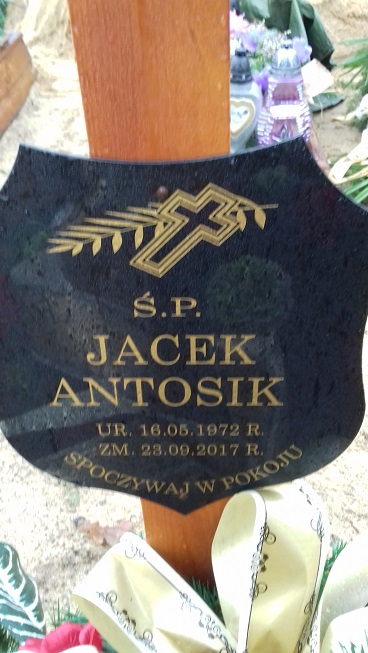 Ś.P.
JACEK
ANTOSIK
UR. 16.05.1972 R.
ZM. 23.09.2017 R.
SPOCZYWAJ W POKOJU